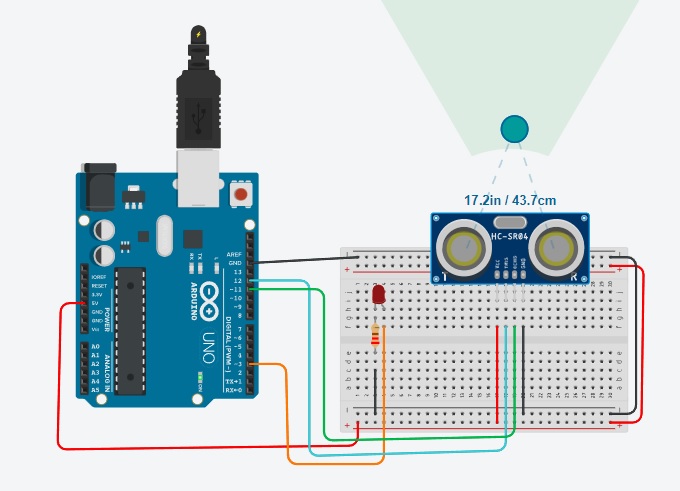 17.2in / 43.7cm
HC-SR04
T
R
VCC
TRIG
ECHO
GND
AREF
GND
13
12
~11
~10
~9
8
7
~6
~5
4
~3
2
TX→1
RX←0
DIGITAL (PWM~)
L
TX
RX
ARDUINO
UNO
ON
IOREF
RESET
3.3V
5V
GND
GND
Vin
POWER
A0
A1
A2
A3
A4
A5
ANALOG IN